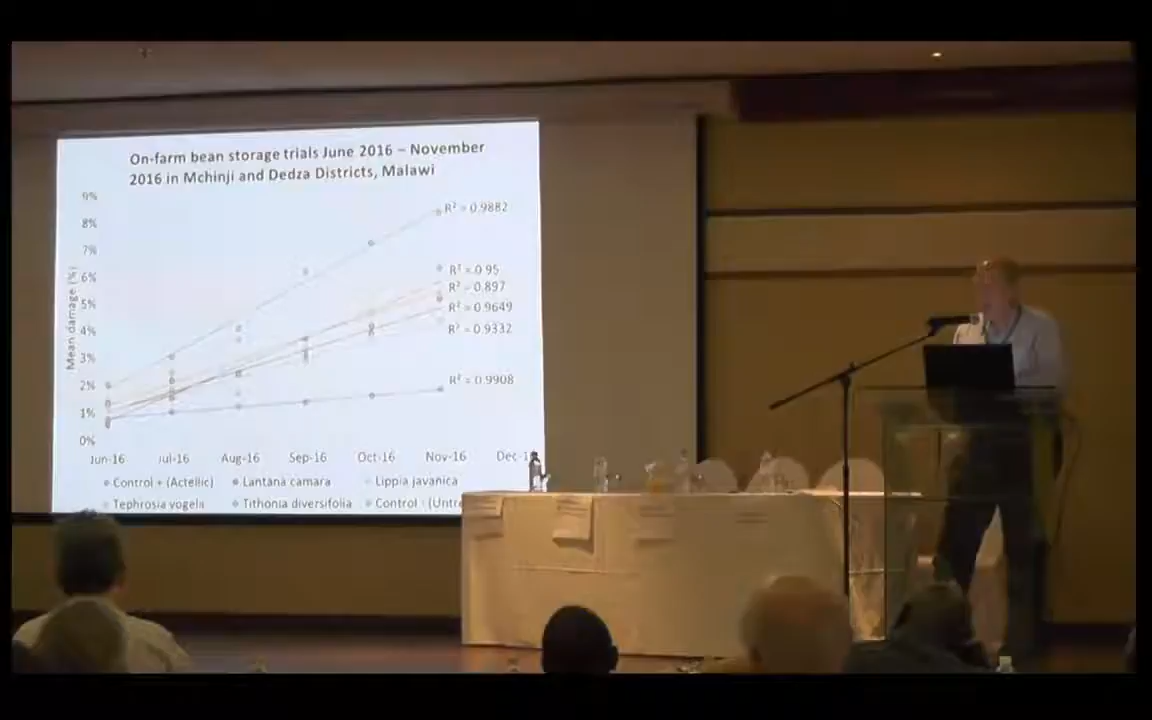 On-farm bean storage trials June 2016 – November
2016 in Mchinji and Dedza Districts, Malawi
9%
8%
7%
6%
5%
4%
3%
2%
1%
0%
Mean damage (%)
R² = 0.9882
R² = 0.95
R² = 0.897
R² = 0.9649
R² = 0.9332
R² = 0.9908
Jun-16 Jul-16 Aug-16 Sep-16 Oct-16 Nov-16 Dec-1
Control + (Actellic) Lantana camara Lippia javanica
Tephrosia vogelii Tithonia diversifolia Control - (Untre